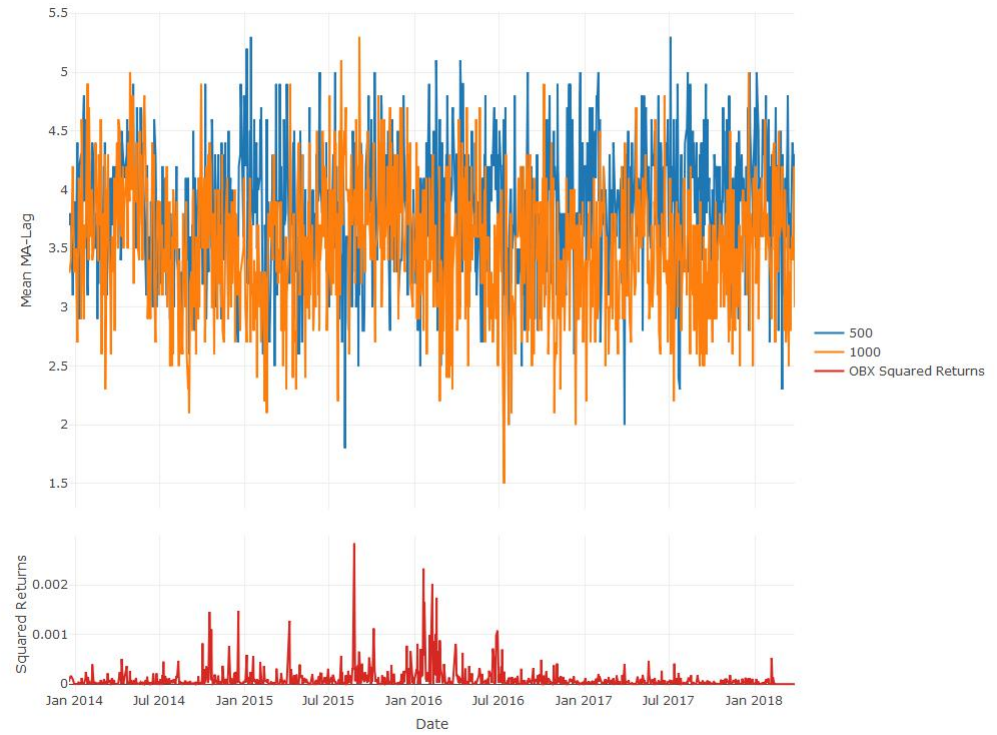 5.5
5
4.5
4
3.5
3
2.5
2
1.5
Mean MA-Lag
500
1000
OBX Squared Returns
0.002
0.001
0
Squared Returns
Jan 2014
Jul 2014
Jan 2015
Jul 2015
Jan 2016
Jul 2016
Jan 2017
Jul 2017
Jan 2018
Date